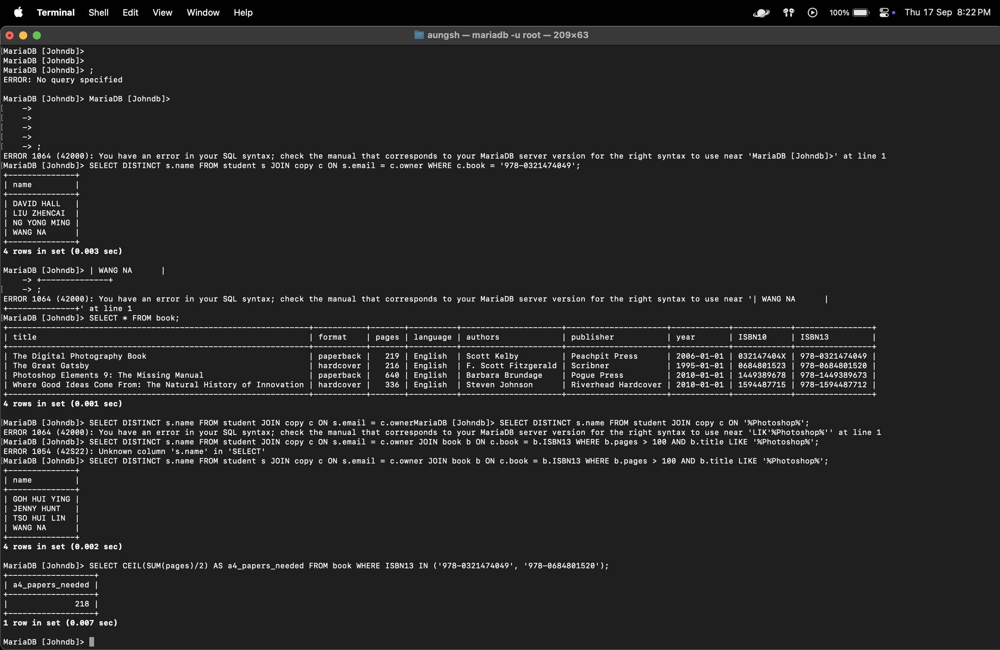 Terminal Shell Edit View Window Help 100% Thu 17 Sep 8:22 PM
aungsh — mariadb -u root — 209×63
[MariaDB [Johndb]>
MariaDB [Johndb]>
MariaDB [Johndb]> ;
ERROR: No query specified

MariaDB [Johndb]> MariaDB [Johndb]>
[    ->
[    ->
[    ->
[    ->
[    -> ;
ERROR 1064 (42000): You have an error in your SQL syntax; check the manual that corresponds to your MariaDB server version for the right syntax to use near 'MariaDB [Johndb]>' at line 1
[MariaDB [Johndb]> SELECT DISTINCT s.name FROM student s JOIN copy c ON s.email = c.owner WHERE c.book = '978-0321474049';
+--------------+
| name         |
+--------------+
| DAVID HALL   |
| LIU ZHENCAI  |
| NG YONG MING |
| WANG NA      |
+--------------+
4 rows in set (0.003 sec)

MariaDB [Johndb]> | WANG NA      |
    -> +--------------+
[    -> ;
ERROR 1064 (42000): You have an error in your SQL syntax; check the manual that corresponds to your MariaDB server version for the right syntax to use near '| WANG NA      |
+--------------+' at line 1
[MariaDB [Johndb]> SELECT * FROM book;
+---------------------------------------------------------------+-----------+-------+----------+---------------------+---------------------+------------+------------+----------------+
| title                                                         | format    | pages | language | authors             | publisher           | year       | ISBN10     | ISBN13         |
+---------------------------------------------------------------+-----------+-------+----------+---------------------+---------------------+------------+------------+----------------+
| The Digital Photography Book                                  | paperback |   219 | English  | Scott Kelby         | Peachpit Press      | 2006-01-01 | 032147404X | 978-0321474049 |
| The Great Gatsby                                              | hardcover |   216 | English  | F. Scott Fitzgerald | Scribner            | 1995-01-01 | 0684801523 | 978-0684801520 |
| Photoshop Elements 9: The Missing Manual                      | paperback |   640 | English  | Barbara Brundage    | Pogue Press         | 2010-01-01 | 1449389678 | 978-1449389673 |
| Where Good Ideas Come From: The Natural History of Innovation | hardcover |   336 | English  | Steven Johnson      | Riverhead Hardcover | 2010-01-01 | 1594487715 | 978-1594487712 |
+---------------------------------------------------------------+-----------+-------+----------+---------------------+---------------------+------------+------------+----------------+
4 rows in set (0.001 sec)

[MariaDB [Johndb]> SELECT DISTINCT s.name FROM student JOIN copy c ON s.email = c.ownerMariaDB [Johndb]> SELECT DISTINCT s.name FROM student JOIN copy c ON '%Photoshop%';
ERROR 1064 (42000): You have an error in your SQL syntax; check the manual that corresponds to your MariaDB server version for the right syntax to use near 'LIK'%Photoshop%'' at line 1
[MariaDB [Johndb]> SELECT DISTINCT s.name FROM student JOIN copy c ON s.email = c.owner JOIN book b ON c.book = b.ISBN13 WHERE b.pages > 100 AND b.title LIKE '%Photoshop%';
ERROR 1054 (42S22): Unknown column 's.name' in 'SELECT'
[MariaDB [Johndb]> SELECT DISTINCT s.name FROM student s JOIN copy c ON s.email = c.owner JOIN book b ON c.book = b.ISBN13 WHERE b.pages > 100 AND b.title LIKE '%Photoshop%';
+--------------+
| name         |
+--------------+
| GOH HUI YING |
| JENNY HUNT   |
| TSO HUI LIN  |
| WANG NA      |
+--------------+
4 rows in set (0.002 sec)

MariaDB [Johndb]> SELECT CEIL(SUM(pages)/2) AS a4_papers_needed FROM book WHERE ISBN13 IN ('978-0321474049', '978-0684801520');
+------------------+
| a4_papers_needed |
+------------------+
|              218 |
+------------------+
1 row in set (0.007 sec)

MariaDB [Johndb]>